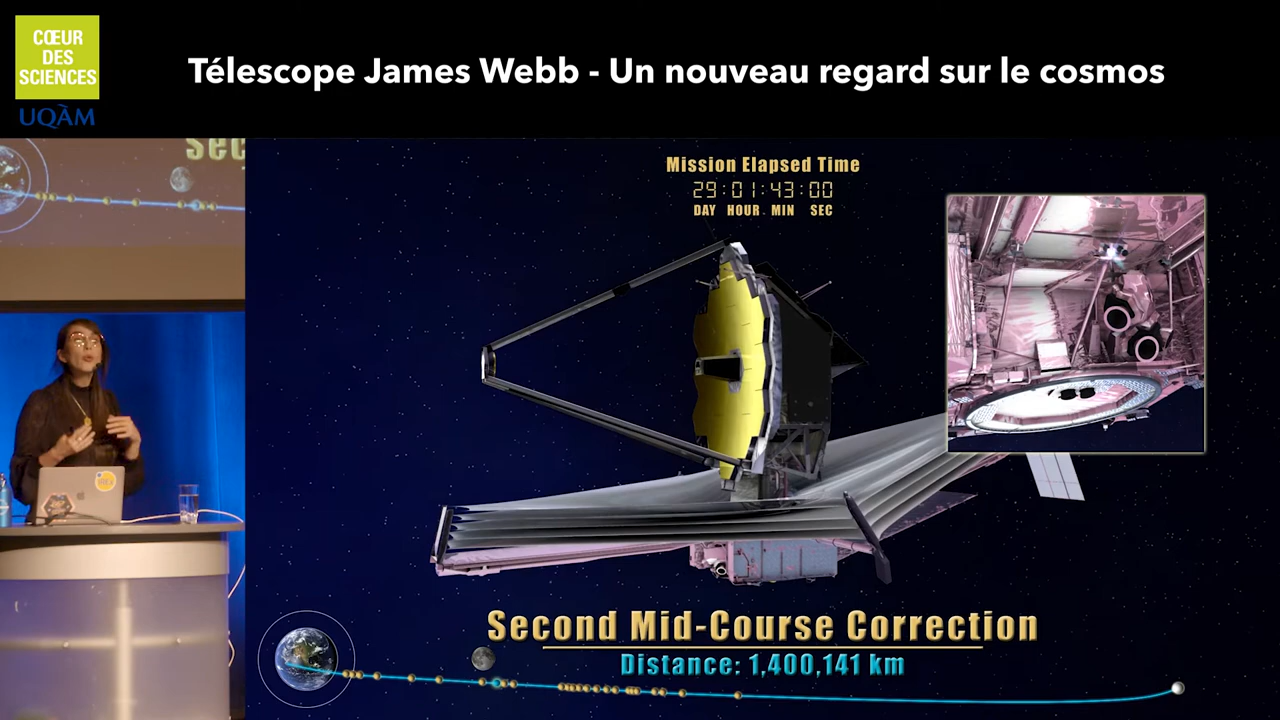 CŒUR
DES
SCIENCES
UQÀM
Télescope James Webb - Un nouveau regard sur le cosmos
Sec
Mission Elapsed Time
29:01:43:00
DAY HOUR MIN SEC
Second Mid-Course Correction
Distance: 1,400,141 km